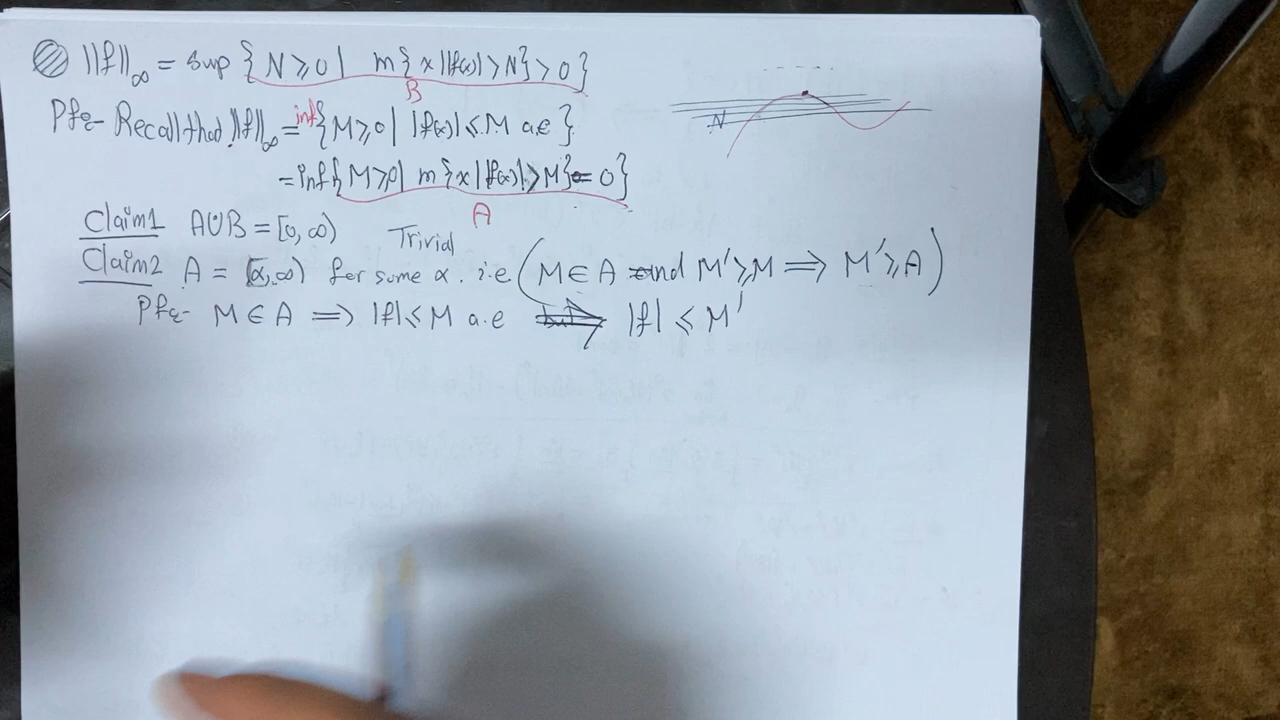 ||f||∞ = sup { N ⩾ 0 | m{x | |f(x)| > N} > 0 }
B
N
Pf:- Recall that ||f||∞ = inf { M ⩾ 0 | |f(x)| ⩽ M a.e }
= inf { M ⩾ 0 | m{x | |f(x)| > M} = 0 }
A
Claim1 A∪B = [0, ∞) Trivial
Claim2 A = [α, ∞) for some α. i.e ( M ∈ A and M' ⩾ M ⟹ M' ⩾ A )
Pf:- M ∈ A ⟹ |f| ⩽ M a.e ⟹ |f| ⩽ M'